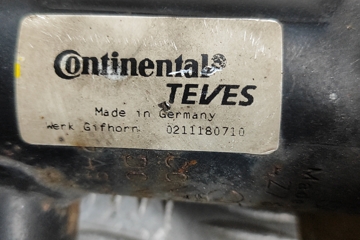 Continental®
TEVES
Made in Germany
Werk Gifhorn 0211180710